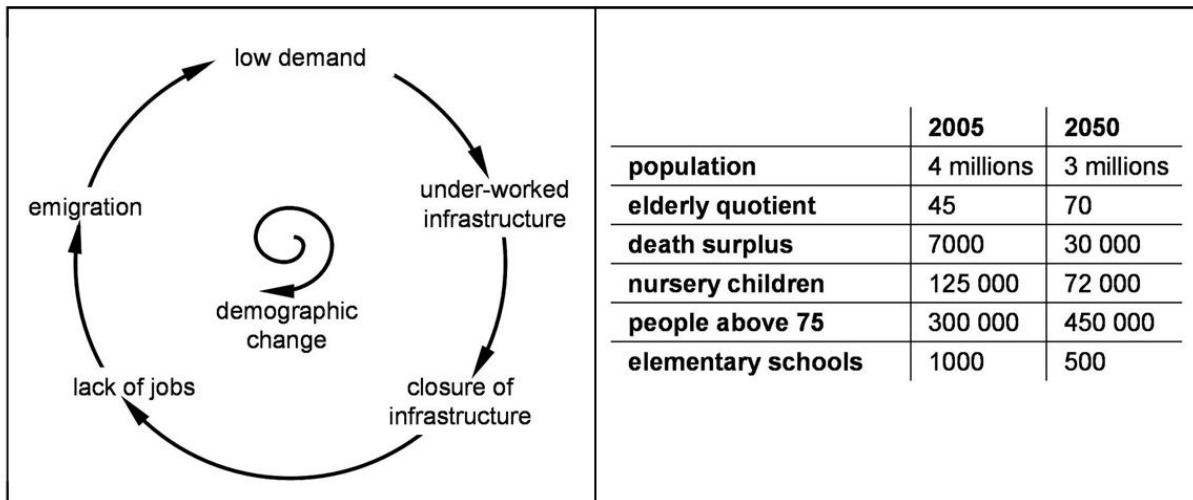 low demand
under-worked
infrastructure
closure of
infrastructure
lack of jobs
emigration
demographic
change
2005 2050
population 4 millions 3 millions
elderly quotient 45 70
death surplus 7000 30 000
nursery children 125 000 72 000
people above 75 300 000 450 000
elementary schools 1000 500